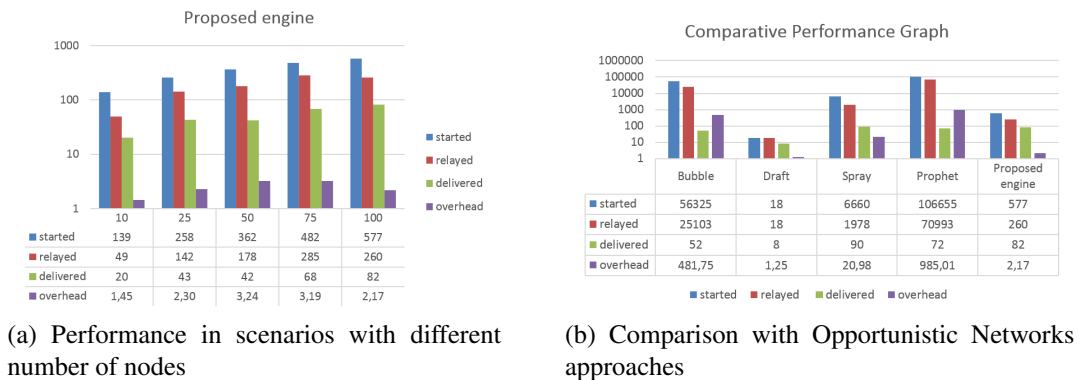 Proposed engine
1000
100
10
1
10 25 50 75 100
started 139 258 362 482 577
relayed 49 142 178 285 260
delivered 20 43 42 68 82
overhead 1,45 2,30 3,24 3,19 2,17
started
relayed
delivered
overhead
(a) Performance in scenarios with different
number of nodes
Comparative Performance Graph
1000000
100000
10000
1000
100
10
1
Bubble Draft Spray Prophet Proposed
engine
started 56325 18 6660 106655 577
relayed 25103 18 1978 70993 260
delivered 52 8 90 72 82
overhead 481,75 1,25 20,98 985,01 2,17
started relayed delivered overhead
(b) Comparison with Opportunistic Networks
approaches